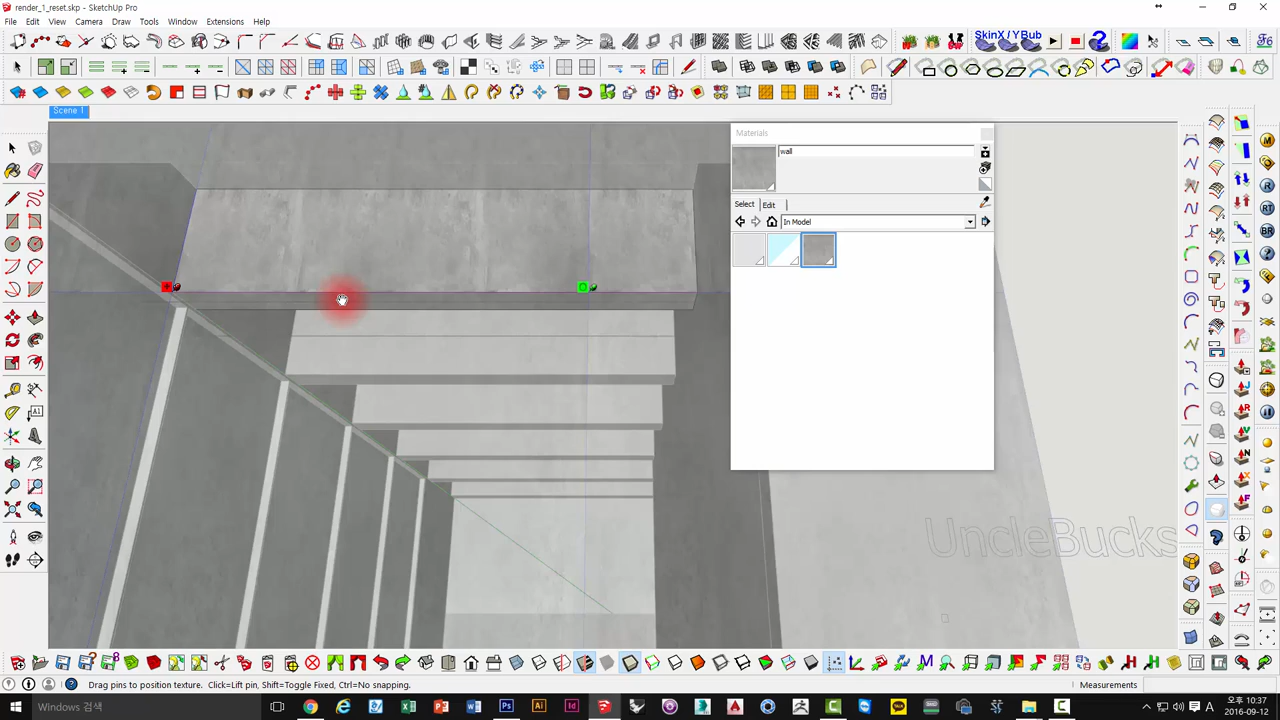 render_1_reset.skp - SketchUp Pro
File Edit View Camera Draw Tools Window Extensions Help
SkinX / YBub
Scene 1
Materials
wall
Select Edit
In Model
UncleBucks
Drag pins to position texture. Click=Lift pin, Shift=Toggle Fixed, Ctrl=No snapping.
Measurements
Windows 검색
오후 10:37
2016-09-12